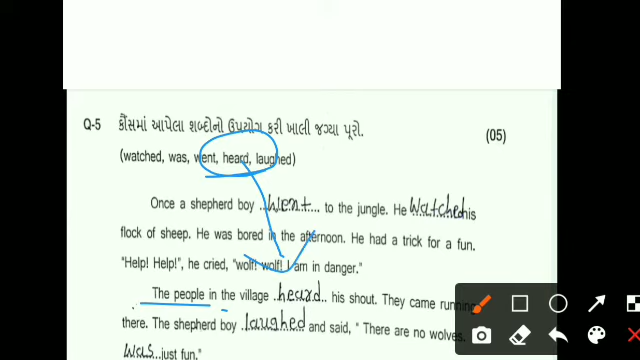 Q-5 કૌંસમાં આપેલા શબ્દોનો ઉપયોગ કરી ખાલી જગ્યા પૂરો. (05)
(watched, was, went, heard, laughed)
Once a shepherd boy ..went.... to the jungle. He watched his
flock of sheep. He was bored in the afternoon. He had a trick for a fun.
"Help! Help!", he cried, "wolf! wolf! I am in danger."
The people in the village ..heard.. his shout. They came running
there. The shepherd boy .laughed and said, " There are no wolves.
was...just fun."